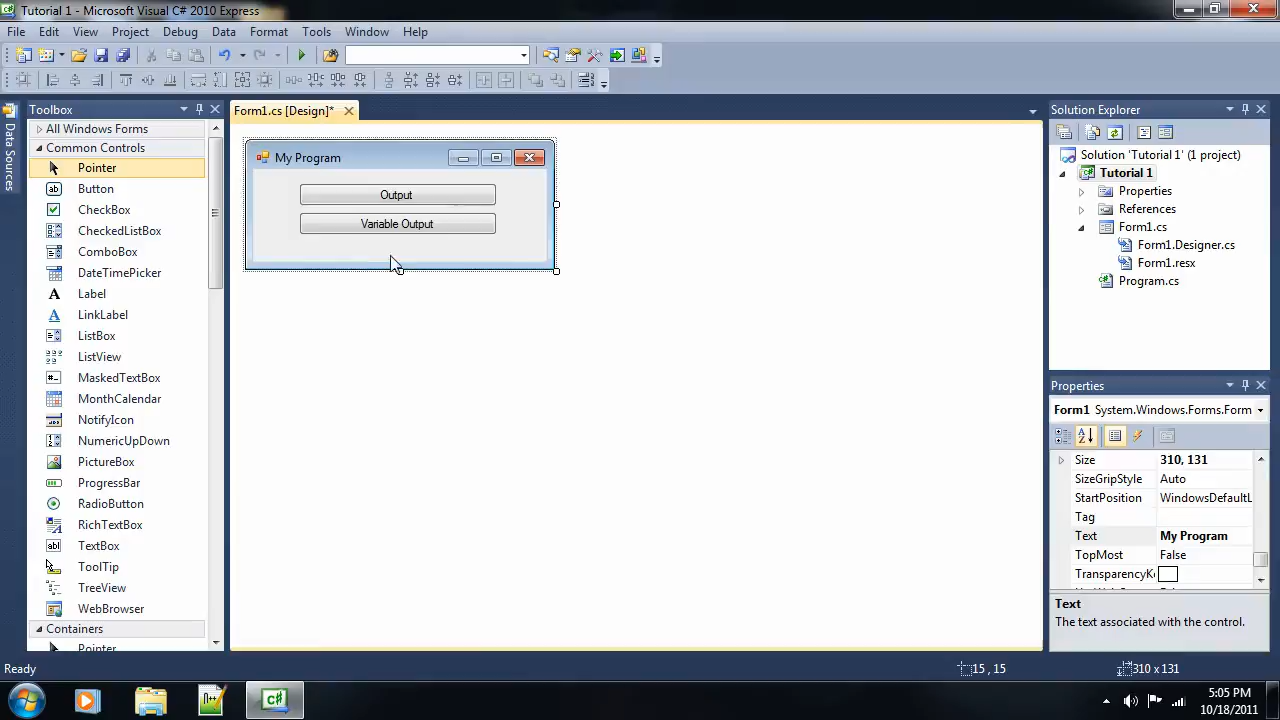 Tutorial 1 - Microsoft Visual C# 2010 Express
File Edit View Project Debug Data Format Tools Window Help
Data Sources
Toolbox
All Windows Forms
Common Controls
Pointer
Button
CheckBox
CheckedListBox
ComboBox
DateTimePicker
Label
LinkLabel
ListBox
ListView
MaskedTextBox
MonthCalendar
NotifyIcon
NumericUpDown
PictureBox
ProgressBar
RadioButton
RichTextBox
TextBox
ToolTip
TreeView
WebBrowser
Containers
Pointer
Form1.cs [Design]*
My Program
Output
Variable Output
Solution Explorer
Solution 'Tutorial 1' (1 project)
Tutorial 1
Properties
References
Form1.cs
Form1.Designer.cs
Form1.resx
Program.cs
Properties
Form1 System.Windows.Forms.Form
Size 310, 131
SizeGripStyle Auto
StartPosition WindowsDefaultL
Tag
Text My Program
TopMost False
TransparencyKe
Text
The text associated with the control.
Ready 15 , 15 310 x 131
5:05 PM
10/18/2011